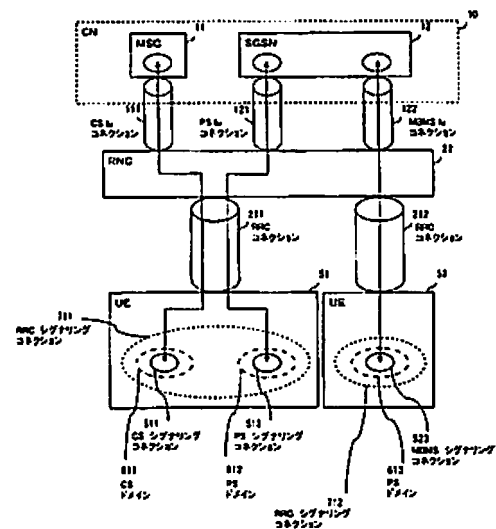 10
CN
11
MSC
12
SGSN
111
CS Iu
コネクション
121
PS Iu
コネクション
122
MBMS Iu
コネクション
RNC
211
RRC
コネクション
212
RRC
コネクション
UE
51
UE
RRC シグナリング
コネクション
511
CS シグナリング
コネクション
513
PS シグナリング
コネクション
523
MBMS シグナリング
コネクション
611
CS
ドメイン
612
PS
ドメイン
712
RRC シグナリング
コネクション
613
PS
ドメイン